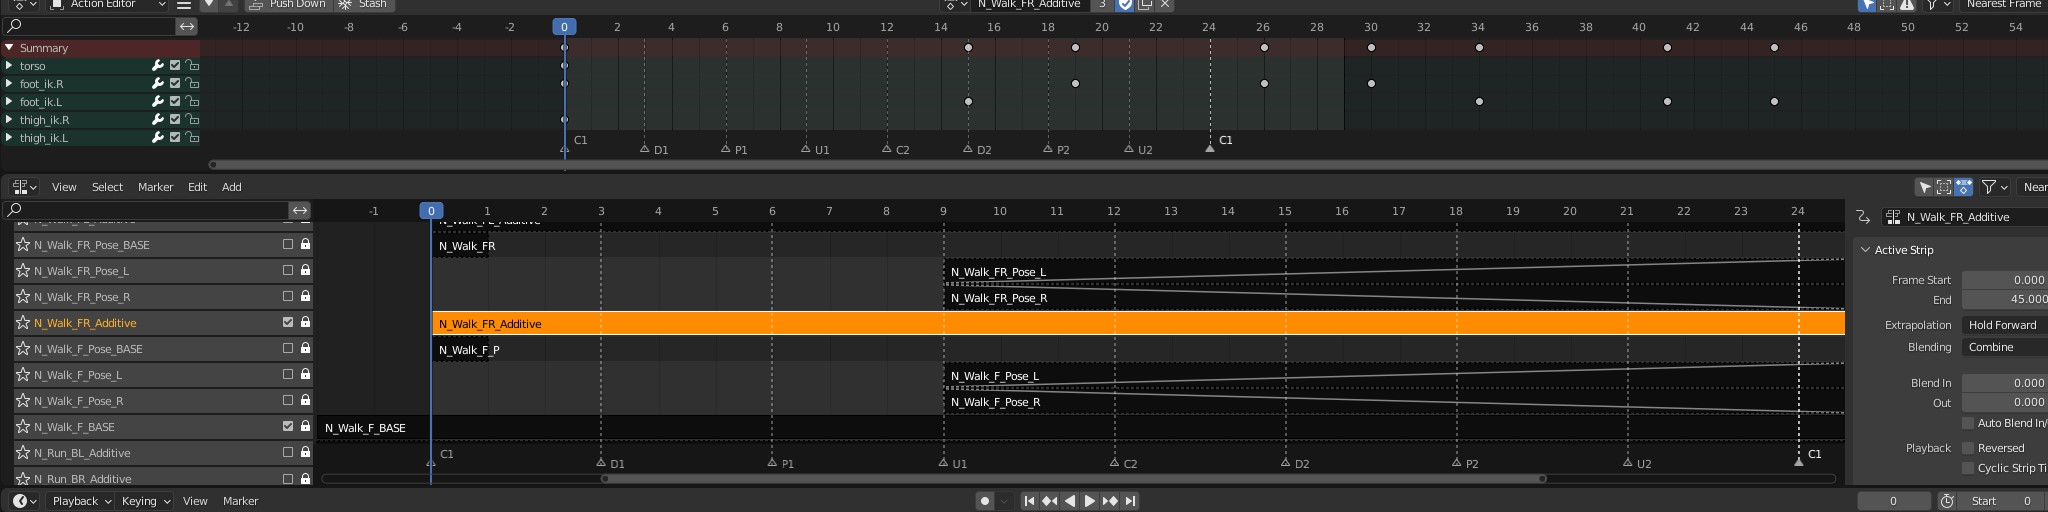 Action Editor Push Down Stash N_Walk_FR_Additive 3 Nearest Frame
-12 -10 -8 -6 -4 -2 0 2 4 6 8 10 12 14 16 18 20 22 24 26 28 30 32 34 36 38 40 42 44 46 48 50 52 54
Summary
torso
foot_ik.R
foot_ik.L
thigh_ik.R
thigh_ik.L
C1 D1 P1 U1 C2 D2 P2 U2 C1
View Select Marker Edit Add Near
-1 0 1 2 3 4 5 6 7 8 9 10 11 12 13 14 15 16 17 18 19 20 21 22 23 24
N_Walk_FR_Additive
N_Walk_FR_Pose_BASE N_Walk_FR
Active Strip
N_Walk_FR_Pose_L N_Walk_FR_Pose_L
Frame Start 0.000
N_Walk_FR_Pose_R N_Walk_FR_Pose_R
End 45.000
N_Walk_FR_Additive N_Walk_FR_Additive
Extrapolation Hold Forward
N_Walk_F_Pose_BASE N_Walk_F_P
Blending Combine
N_Walk_F_Pose_L N_Walk_F_Pose_L
Blend In 0.000
N_Walk_F_Pose_R N_Walk_F_Pose_R
Out 0.000
N_Walk_F_BASE N_Walk_F_BASE
Auto Blend In/
N_Run_BL_Additive
Playback Reversed
C1 D1 P1 U1 C2 D2 P2 U2 C1
Cyclic Strip Ti
N_Run_BR_Additive
Playback Keying View Marker 0 Start 0